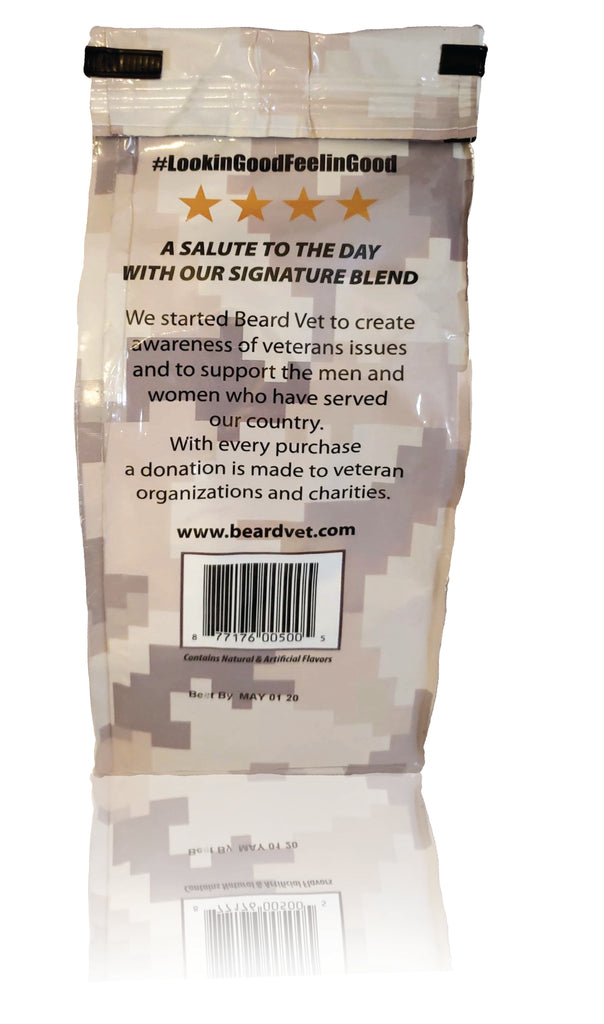 #LookinGoodFeelinGood
A SALUTE TO THE DAY
WITH OUR SIGNATURE BLEND
We started Beard Vet to create
awareness of veterans issues
and to support the men and
women who have served
our country.
With every purchase
a donation is made to veteran
organizations and charities.
www.beardvet.com
8 77176 00500 5
Contains Natural & Artificial Flavors
Best By MAY 01 20